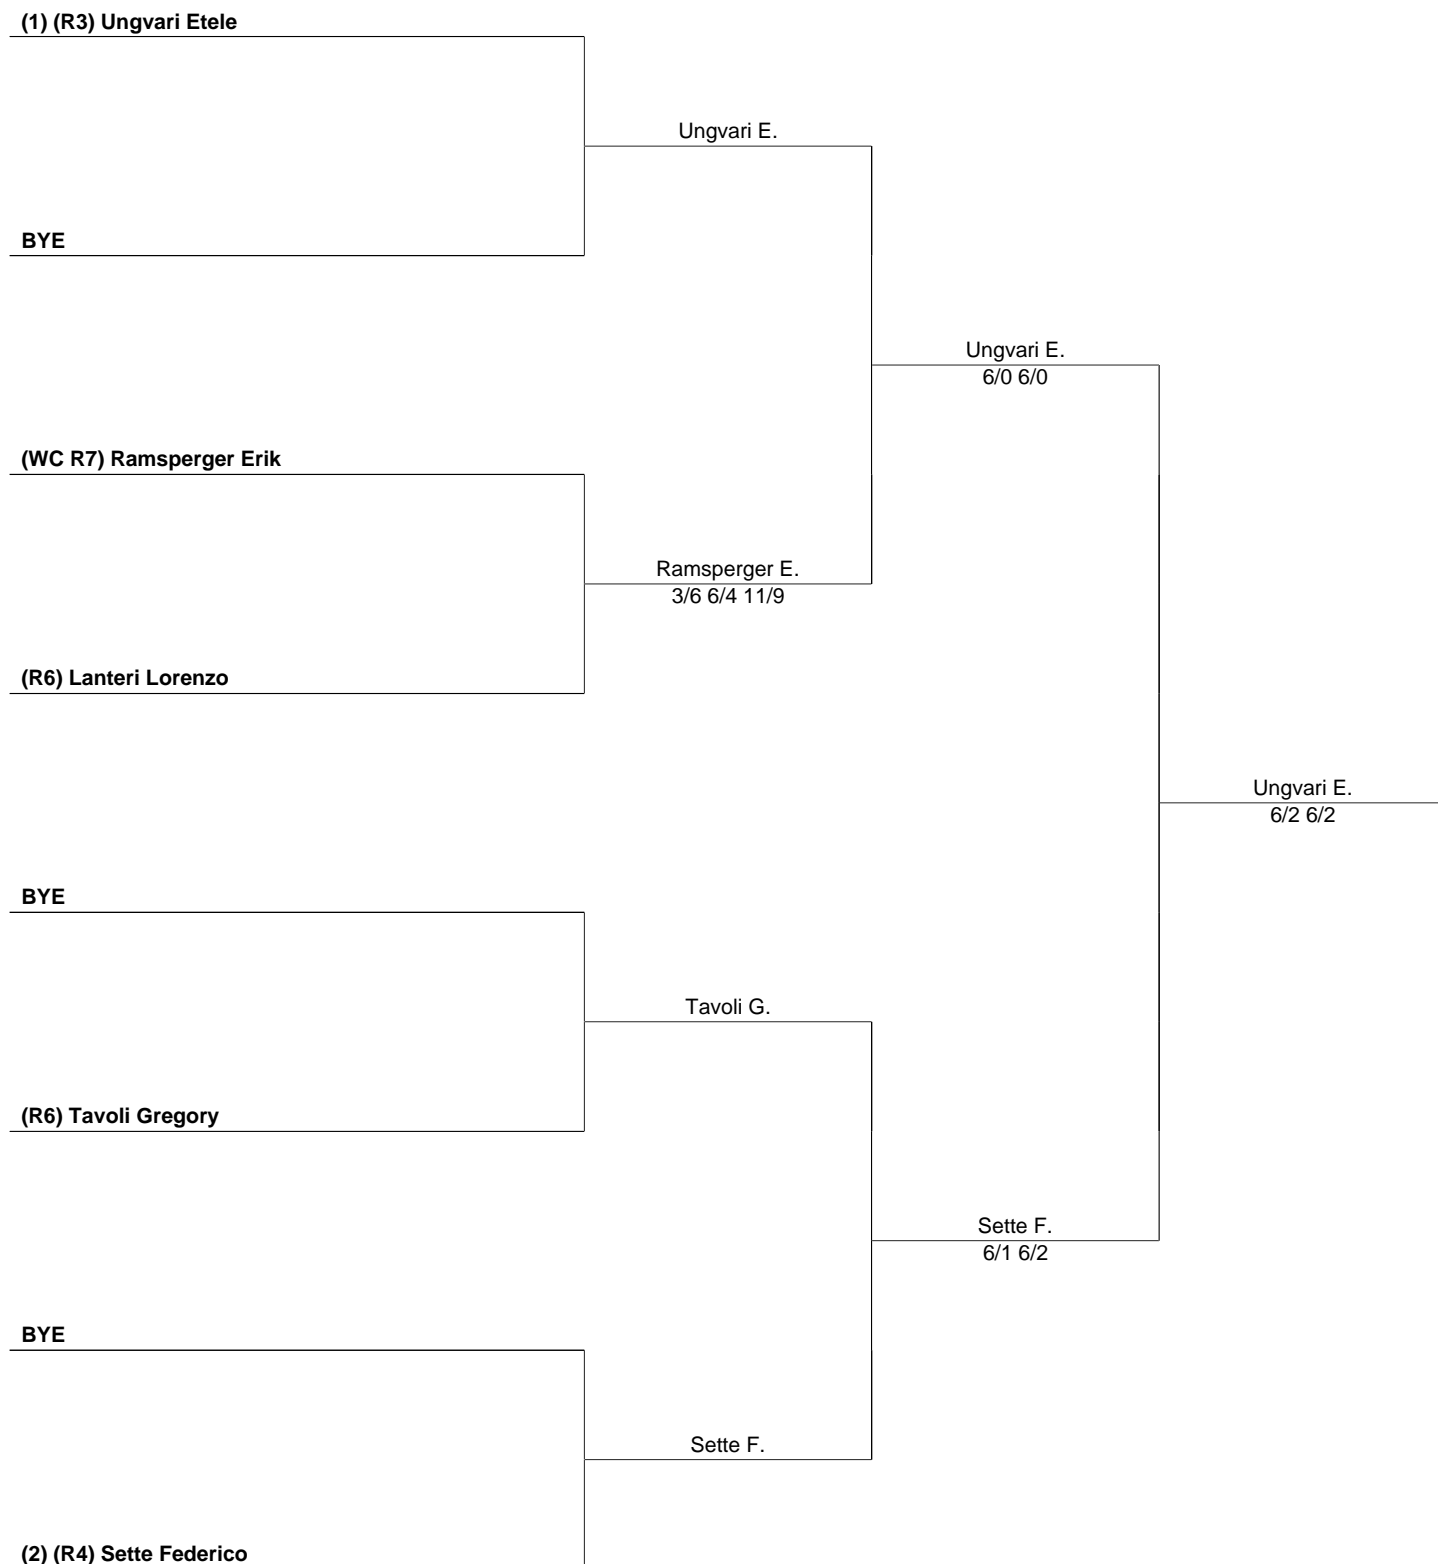 (1) (R3) Ungvari Etele
Ungvari E.
BYE
Ungvari E.
6/0 6/0
(WC R7) Ramsperger Erik
Ramsperger E.
3/6 6/4 11/9
(R6) Lanteri Lorenzo
Ungvari E.
6/2 6/2
BYE
Tavoli G.
(R6) Tavoli Gregory
Sette F.
6/1 6/2
BYE
Sette F.
(2) (R4) Sette Federico